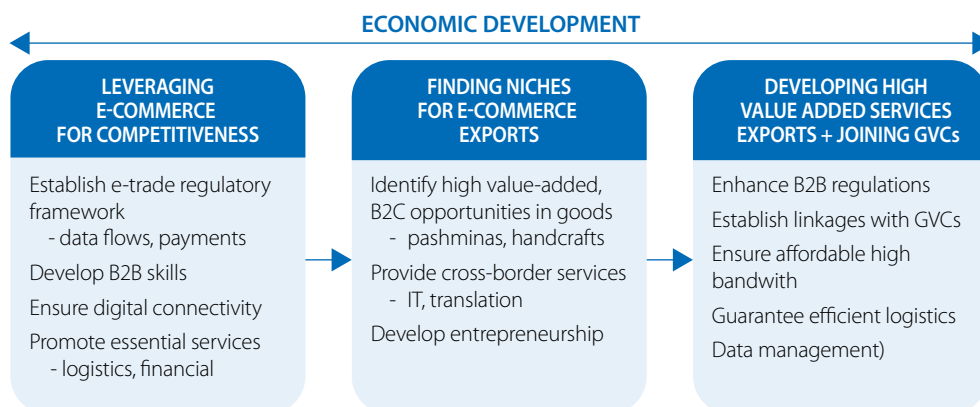 ECONOMIC DEVELOPMENT
LEVERAGING
E-COMMERCE
FOR COMPETITIVENESS
Establish e-trade regulatory
framework
- data flows, payments
Develop B2B skills
Ensure digital connectivity
Promote essential services
- logistics, financial
FINDING NICHES
FOR E-COMMERCE
EXPORTS
Identify high value-added,
B2C opportunities in goods
- pashminas, handcrafts
Provide cross-border services
- IT, translation
Develop entrepreneurship
DEVELOPING HIGH
VALUE ADDED SERVICES
EXPORTS + JOINING GVCs
Enhance B2B regulations
Establish linkages with GVCs
Ensure affordable high
bandwith
Guarantee efficient logistics
Data management)